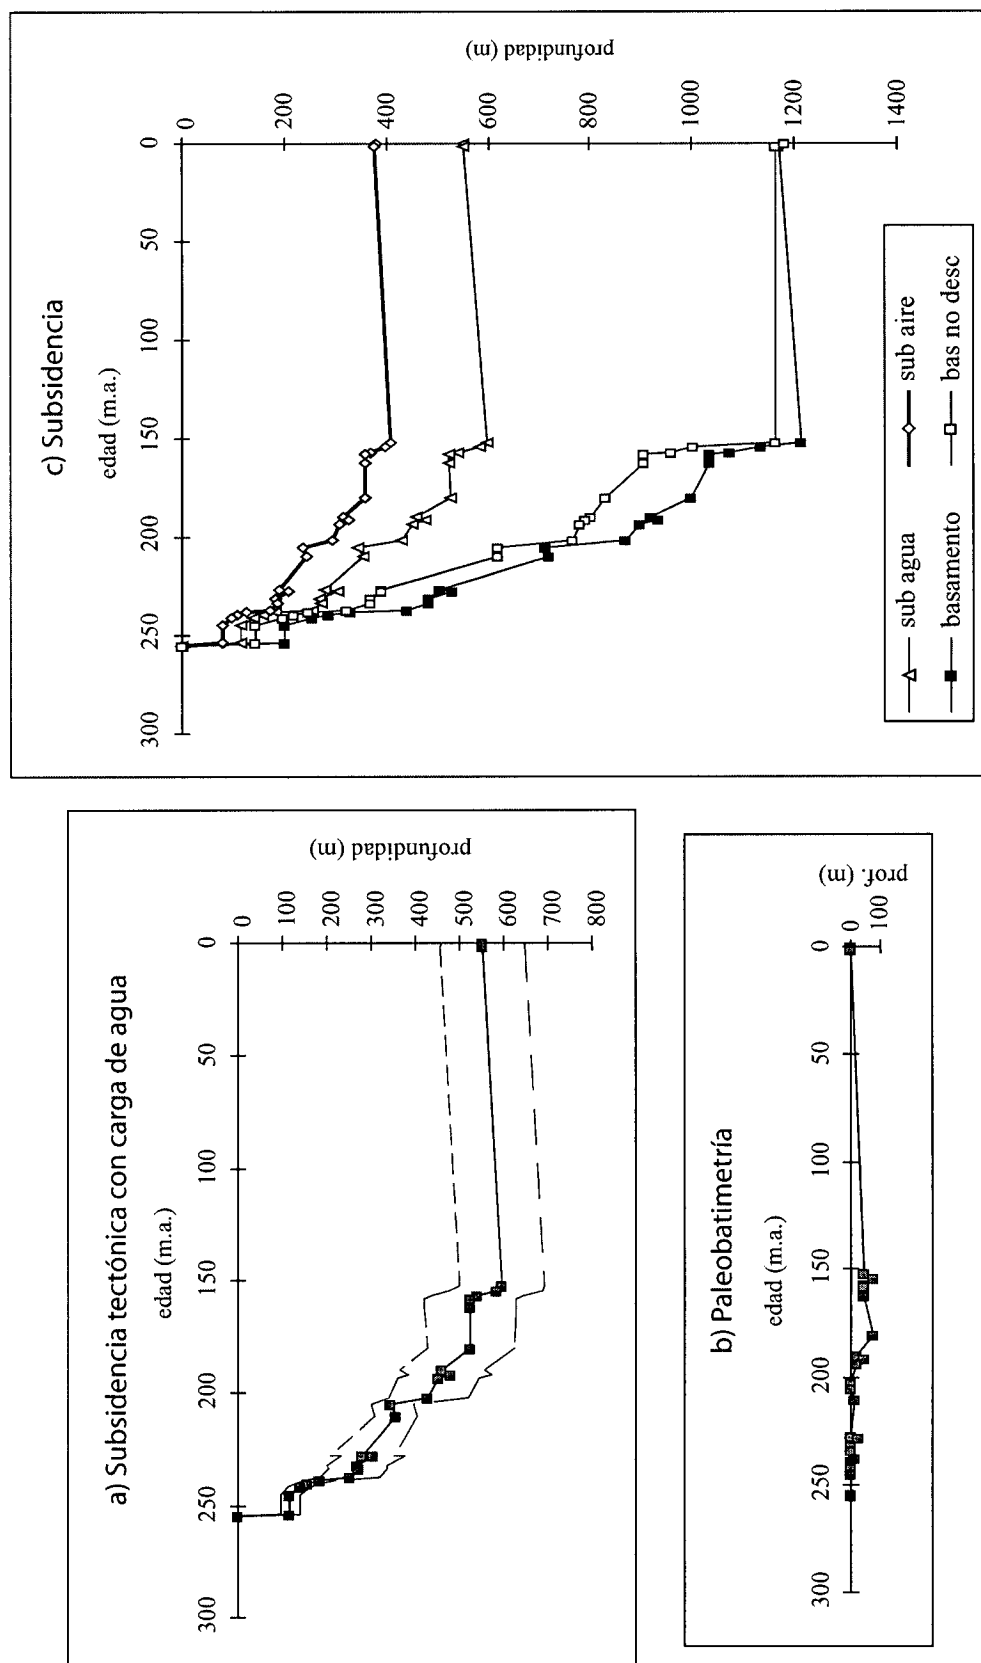 a) Subsidencia tectónica con carga de agua
edad (m.a.)
300 250 200 150 100 50 0
0
100
200
300
400
500
600
700
800
profundidad (m)
b) Paleobatimetría
edad (m.a.)
300 250 200 150 100 50 0
0
100
prof. (m)
c) Subsidencia
edad (m.a.)
300 250 200 150 100 50 0
0
200
400
600
800
1000
1200
1400
profundidad (m)
sub agua
sub aire
basamento
bas no desc